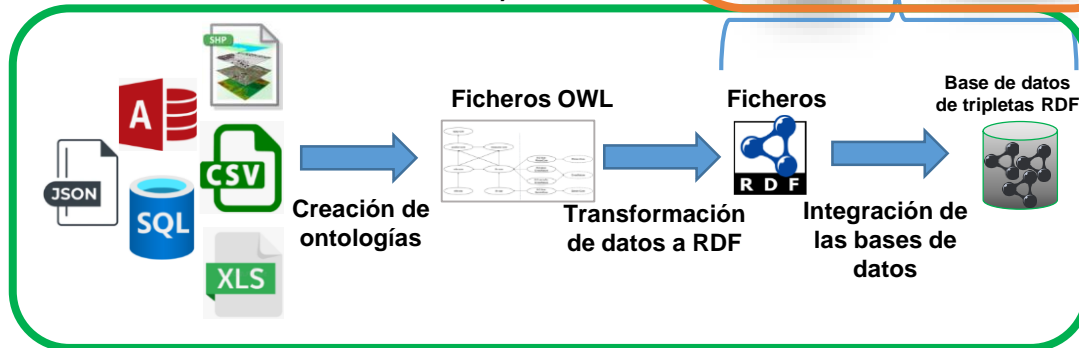 SHP
A
JSON
SQL
CSV
XLS
Creación de
ontologías
Ficheros OWL
Transformación
de datos a RDF
Ficheros
RDF
Integración de
las bases de
datos
Base de datos
de tripletas RDF